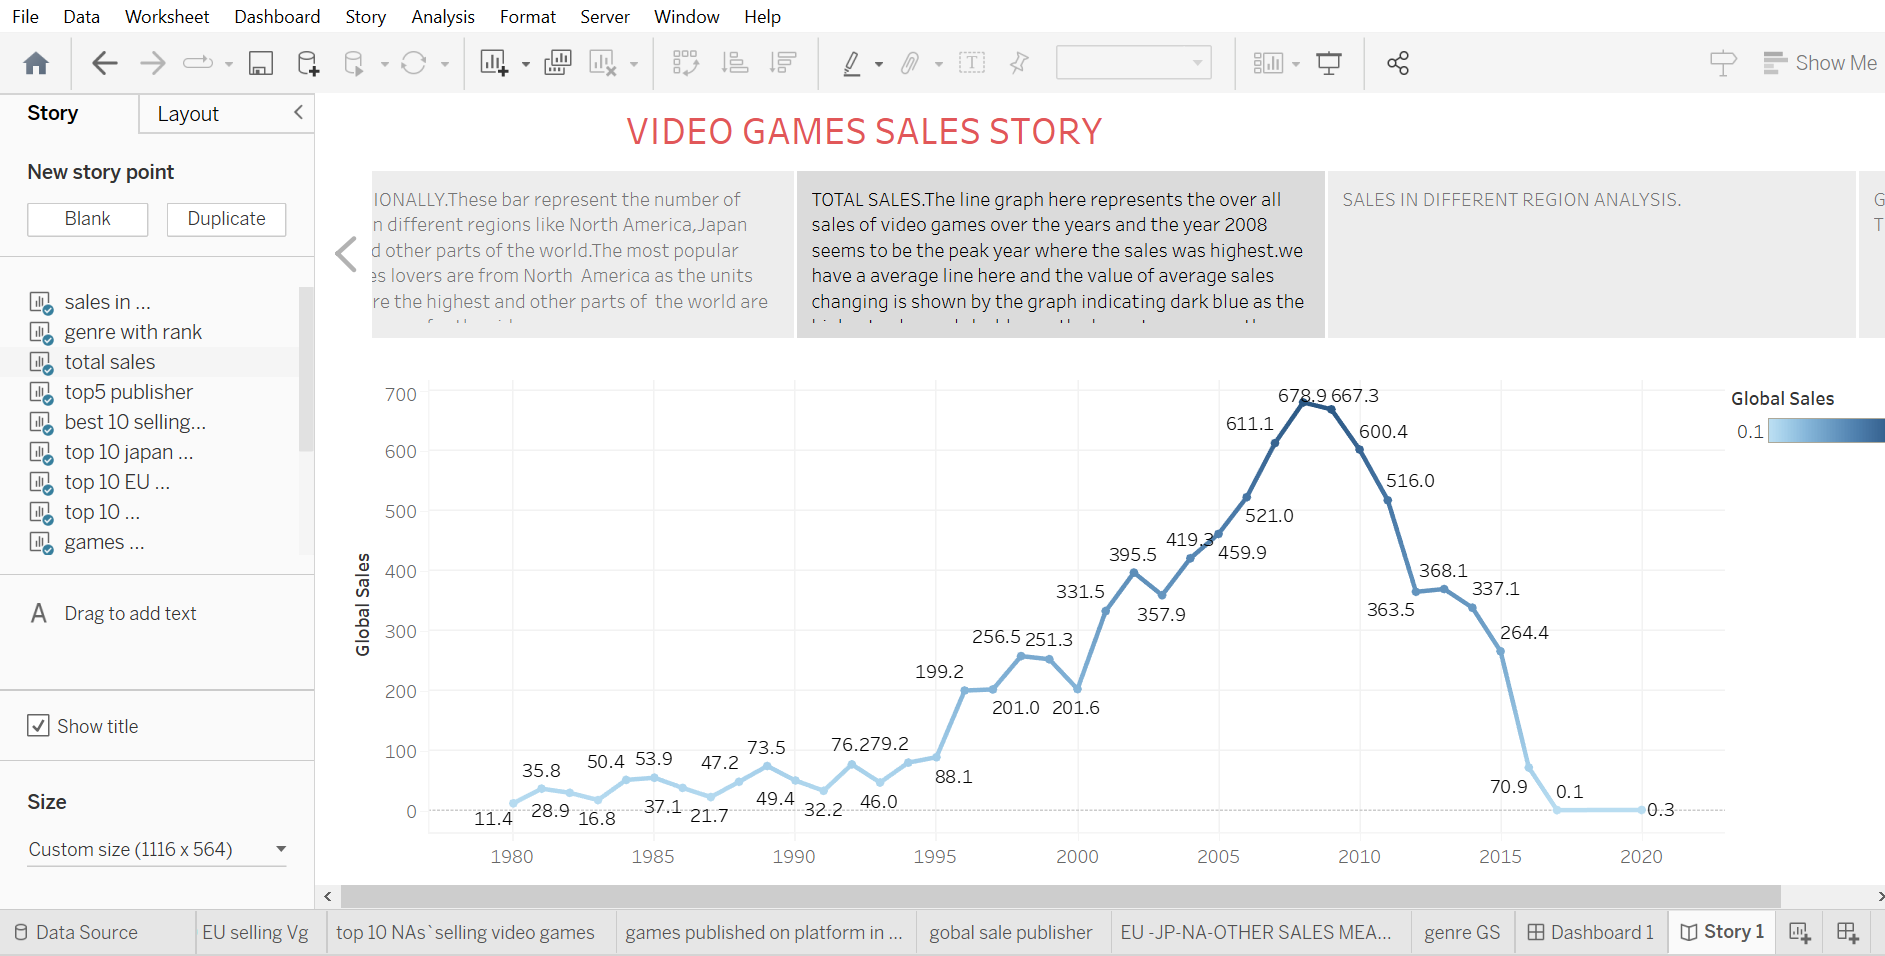 File Data Worksheet Dashboard Story Analysis Format Server Window Help
Show Me
Story Layout
New story point
Blank Duplicate
sales in ...
genre with rank
total sales
top5 publisher
best 10 selling...
top 10 japan ...
top 10 EU ...
top 10 ...
games ...
A Drag to add text
Show title
Size
Custom size (1116 x 564)
VIDEO GAMES SALES STORY
IONALLY.These bar represent the number of
n different regions like North America,Japan
d other parts of the world.The most popular
es lovers are from North America as the units
re the highest and other parts of the world are
TOTAL SALES.The line graph here represents the over all
sales of video games over the years and the year 2008
seems to be the peak year where the sales was highest.we
have a average line here and the value of average sales
changing is shown by the graph indicating dark blue as the
SALES IN DIFFERENT REGION ANALYSIS.
G
T
Global Sales
700
600
500
400
300
200
100
0
11.4
35.8
28.9
16.8
50.4
53.9
37.1
21.7
47.2
73.5
49.4
32.2
76.2
46.0
79.2
88.1
199.2
201.0
256.5
251.3
201.6
331.5
395.5
357.9
419.3
459.9
521.0
611.1
678.9
667.3
600.4
516.0
363.5
368.1
337.1
264.4
70.9
0.1
0.3
1980 1985 1990 1995 2000 2005 2010 2015 2020
Global Sales
0.1
Data Source EU selling Vg top 10 NAs`selling video games games published on platform in ... gobal sale publisher EU -JP-NA-OTHER SALES MEA... genre GS Dashboard 1 Story 1